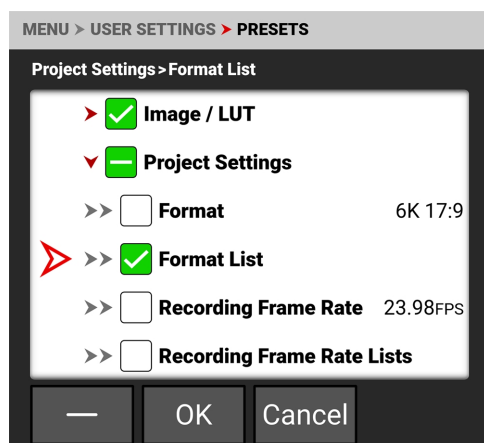 MENU > USER SETTINGS > PRESETS
Project Settings>Format List
Image / LUT
Project Settings
Format 6K 17:9
Format List
Recording Frame Rate 23.98FPS
Recording Frame Rate Lists
OK Cancel